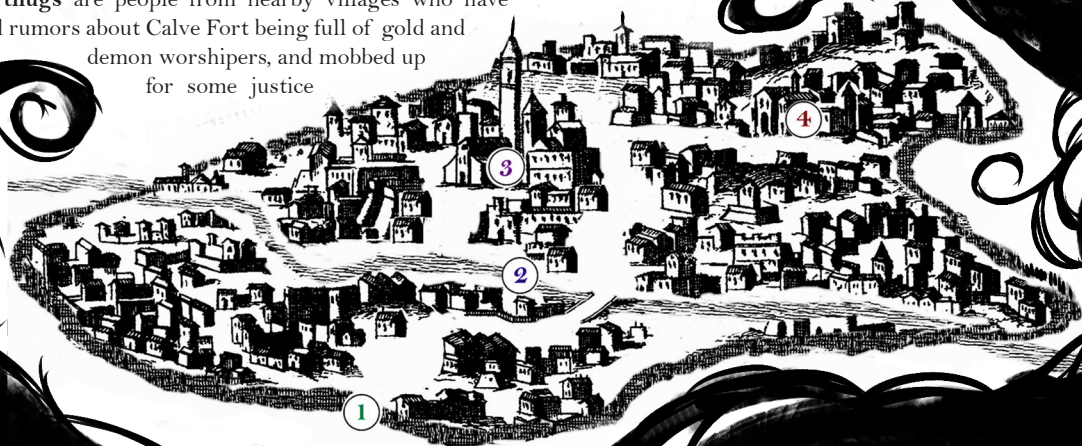 thugs are people from nearby villages who have
rumors about Calve Fort being full of gold and
demon worshipers, and mobbed up
for some justice
4
3
2
1